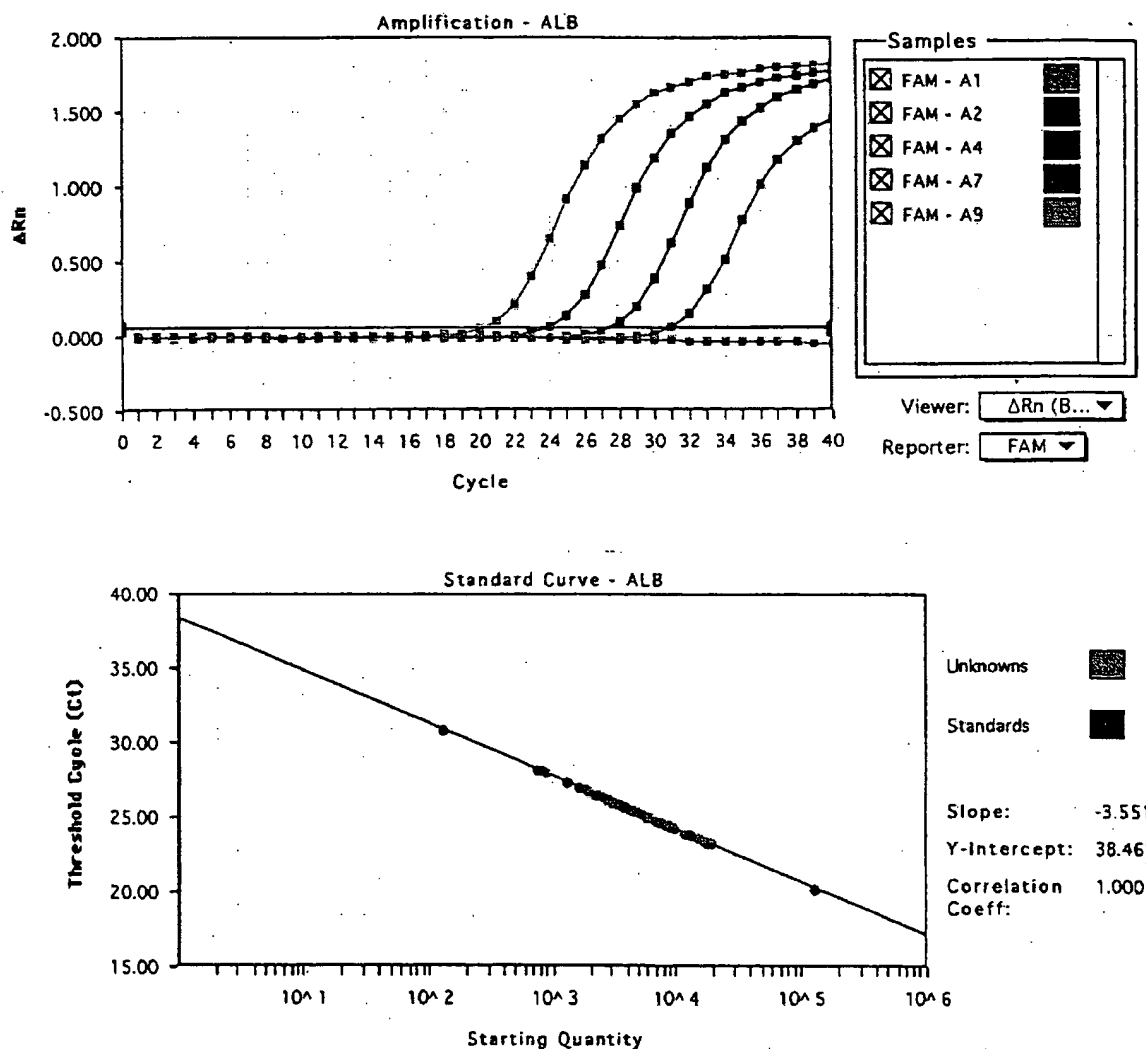 Amplification - ALB
2.000
1.500
1.000
0.500
0.000
-0.500
ΔRn
0 2 4 6 8 10 12 14 16 18 20 22 24 26 28 30 32 34 36 38 40
Cycle
Samples
FAM - A1
FAM - A2
FAM - A4
FAM - A7
FAM - A9
Viewer: ΔRn (B...
Reporter: FAM
Standard Curve - ALB
40.00
35.00
30.00
25.00
20.00
15.00
Threshold Cycle (Ct)
10^1 10^2 10^3 10^4 10^5 10^6
Starting Quantity
Unknowns
Standards
Slope: -3.551
Y-Intercept: 38.46
Correlation 1.000
Coeff: